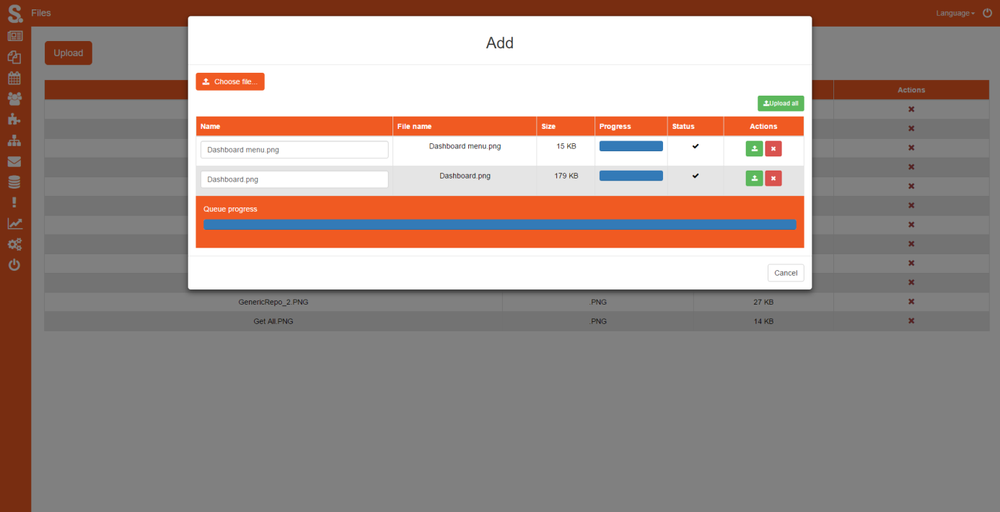 S. Files Language
Upload
Add
Choose file...
Upload all
Actions
Name File name Size Progress Status Actions
Dashboard menu.png Dashboard menu.png 15 KB
Dashboard.png Dashboard.png 179 KB
Queue progress
Cancel
GenericRepo_2.PNG .PNG 27 KB
Get All.PNG .PNG 14 KB